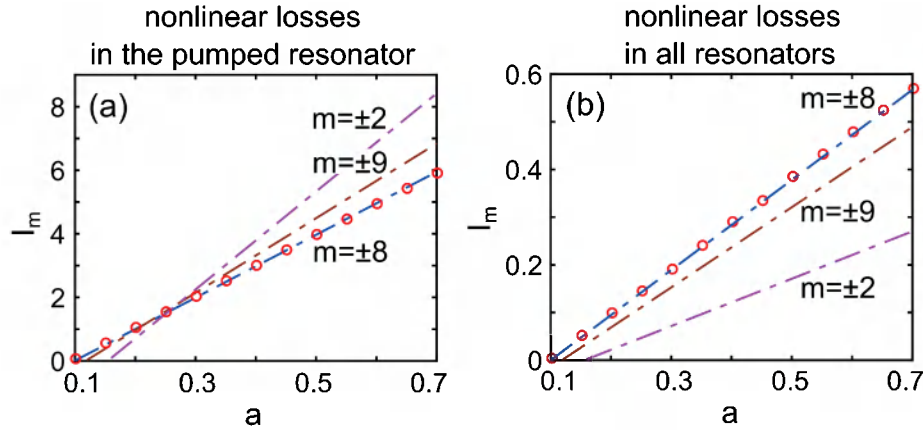 nonlinear losses
in the pumped resonator
(a)
m=±2
m=±9
m=±8
8
6
4
2
0
I_m
0.1
0.3
0.5
0.7
a
nonlinear losses
in all resonators
(b)
m=±8
m=±9
m=±2
0.6
0.4
0.2
0
I_m
0.1
0.3
0.5
0.7
a